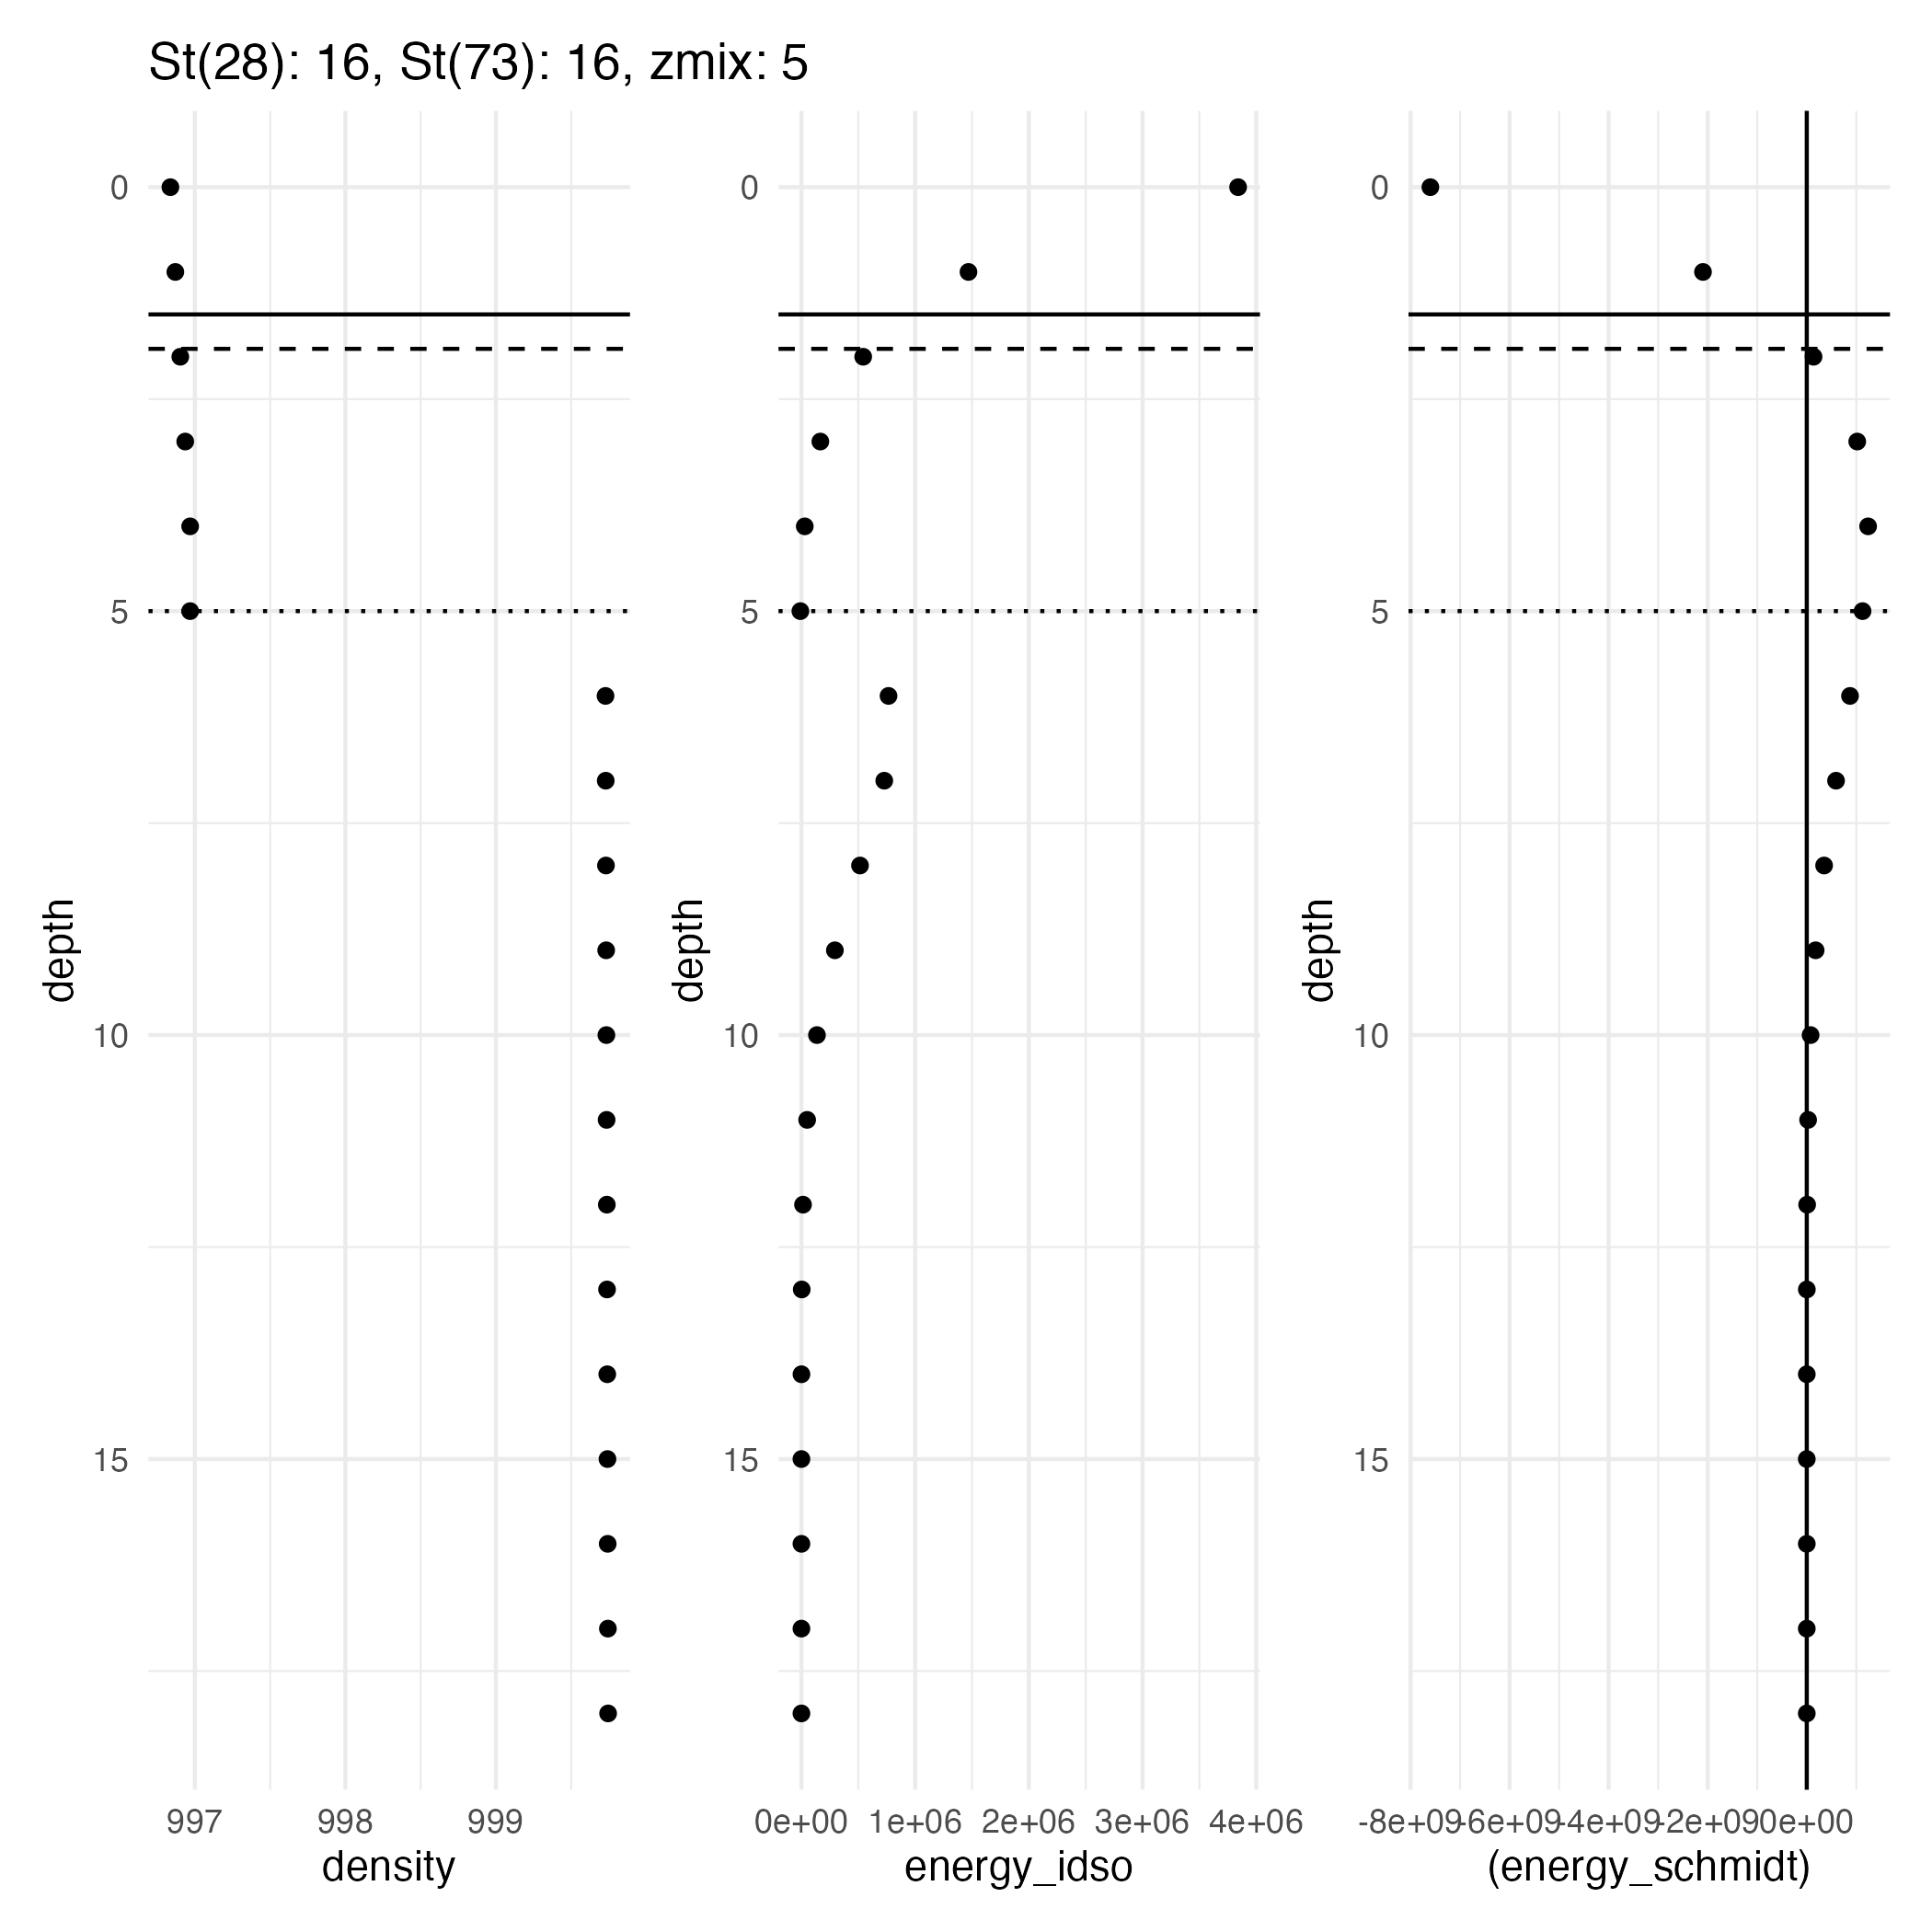 St(28): 16, St(73): 16, zmix: 5
0
5
10
15
depth
997 998 999
density
0
5
10
15
depth
0e+00 1e+06 2e+06 3e+06 4e+06
energy_idso
0
5
10
15
depth
-8e+09 -6e+09 -4e+09 -2e+09 0e+00
(energy_schmidt)